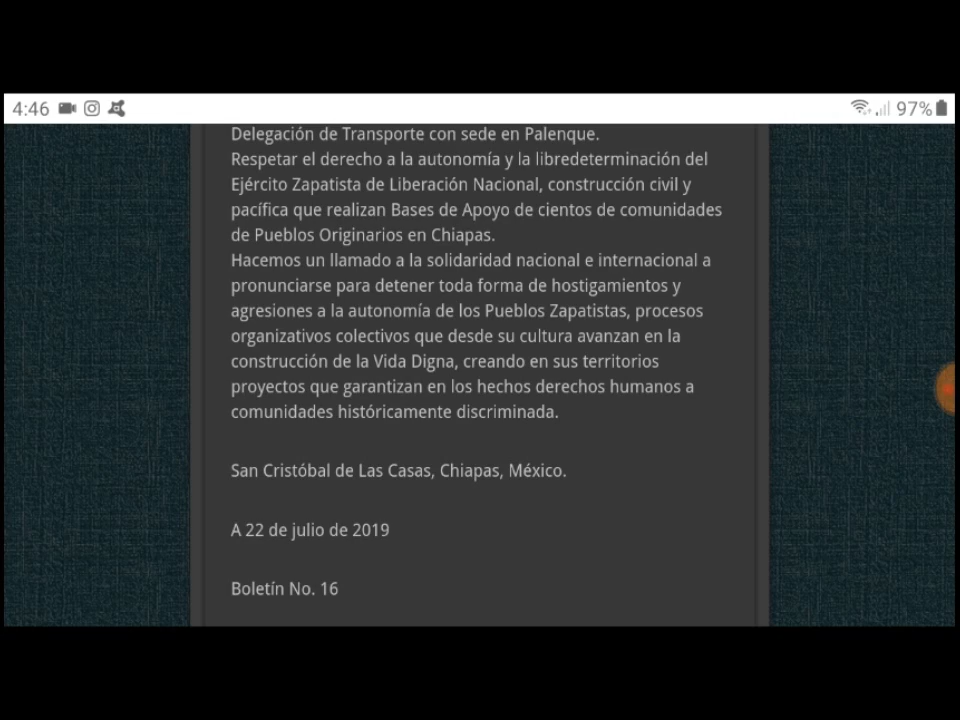 4:46
97%
Delegación de Transporte con sede en Palenque.
Respetar el derecho a la autonomía y la libredeterminación del
Ejército Zapatista de Liberación Nacional, construcción civil y
pacífica que realizan Bases de Apoyo de cientos de comunidades
de Pueblos Originarios en Chiapas.
Hacemos un llamado a la solidaridad nacional e internacional a
pronunciarse para detener toda forma de hostigamientos y
agresiones a la autonomía de los Pueblos Zapatistas, procesos
organizativos colectivos que desde su cultura avanzan en la
construcción de la Vida Digna, creando en sus territorios
proyectos que garantizan en los hechos derechos humanos a
comunidades históricamente discriminada.
San Cristóbal de Las Casas, Chiapas, México.
A 22 de julio de 2019
Boletín No. 16